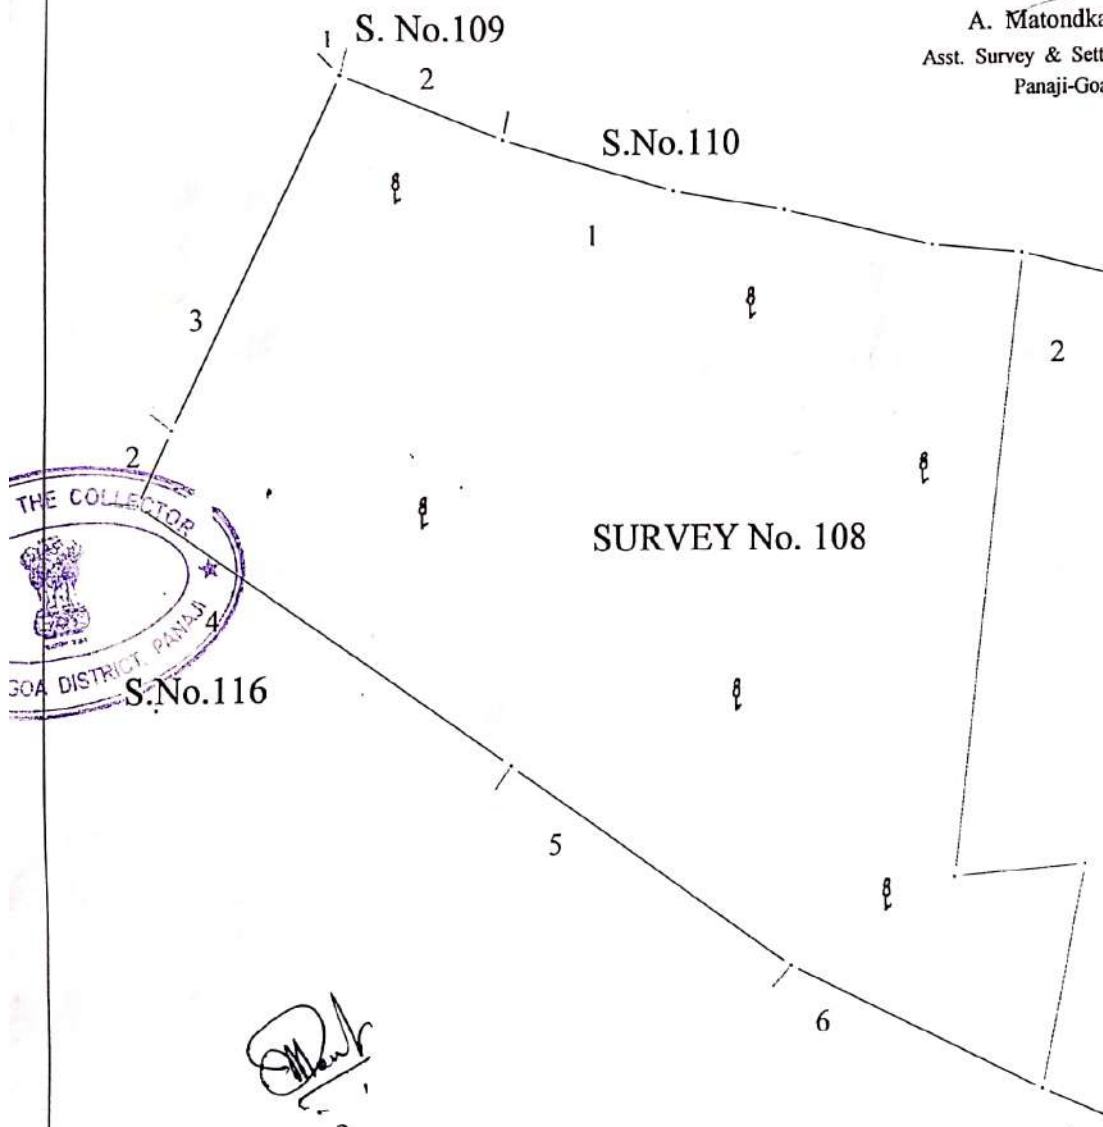 A. Matondka
Asst. Survey & Sett
Panaji-Goa
S. No.109
1
2
S.No.110
1
3
2
2
THE COLLECTOR
SURVEY No. 108
4
GOA DISTRICT, PANAJI
S.No.116
5
6